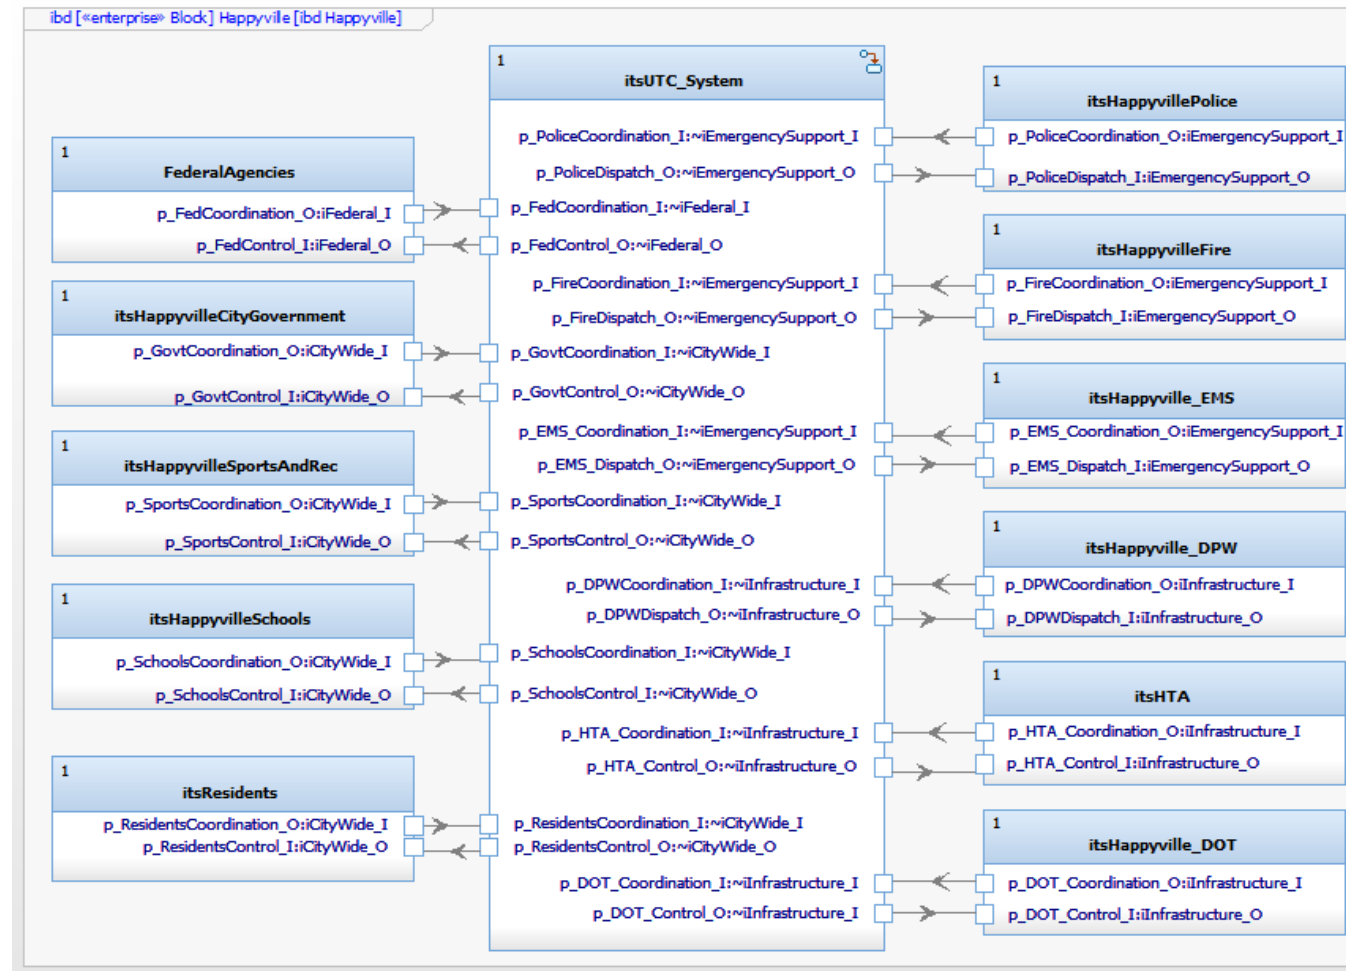 ibd [«enterprise» Block] Happyville [ibd Happyville]
1
FederalAgencies
p_FedCoordination_O:iFederal_I
p_FedControl_I:iFederal_O
1
itsHappyvilleCityGovernment
p_GovtCoordination_O:iCityWide_I
p_GovtControl_I:iCityWide_O
1
itsHappyvilleSportsAndRec
p_SportsCoordination_O:iCityWide_I
p_SportsControl_I:iCityWide_O
1
itsHappyvilleSchools
p_SchoolsCoordination_O:iCityWide_I
p_SchoolsControl_I:iCityWide_O
1
itsResidents
p_ResidentsCoordination_O:iCityWide_I
p_ResidentsControl_I:iCityWide_O
1
itsUTC_System
p_PoliceCoordination_I:~iEmergencySupport_I
p_PoliceDispatch_O:~iEmergencySupport_O
p_FedCoordination_I:~iFederal_I
p_FedControl_O:~iFederal_O
p_FireCoordination_I:~iEmergencySupport_I
p_FireDispatch_O:~iEmergencySupport_O
p_GovtCoordination_I:~iCityWide_I
p_GovtControl_O:~iCityWide_O
p_EMS_Coordination_I:~iEmergencySupport_I
p_EMS_Dispatch_O:~iEmergencySupport_O
p_SportsCoordination_I:~iCityWide_I
p_SportsControl_O:~iCityWide_O
p_DPWCoordination_I:~iInfrastructure_I
p_DPWDispatch_O:~iInfrastructure_O
p_SchoolsCoordination_I:~iCityWide_I
p_SchoolsControl_I:~iCityWide_O
p_HTA_Coordination_I:~iInfrastructure_I
p_HTA_Control_O:~iInfrastructure_O
p_ResidentsCoordination_I:~iCityWide_I
p_ResidentsControl_O:~iCityWide_O
p_DOT_Coordination_I:~iInfrastructure_I
p_DOT_Control_O:~iInfrastructure_I
1
itsHappyvillePolice
p_PoliceCoordination_O:iEmergencySupport_I
p_PoliceDispatch_I:iEmergencySupport_O
1
itsHappyvilleFire
p_FireCoordination_O:iEmergencySupport_I
p_FireDispatch_I:iEmergencySupport_O
1
itsHappyville_EMS
p_EMS_Coordination_O:iEmergencySupport_I
p_EMS_Dispatch_I:iEmergencySupport_O
1
itsHappyville_DPW
p_DPWCoordination_O:iInfrastructure_I
p_DPWDispatch_I:iInfrastructure_O
1
itsHTA
p_HTA_Coordination_O:iInfrastructure_I
p_HTA_Control_I:iInfrastructure_O
1
itsHappyville_DOT
p_DOT_Coordination_O:iInfrastructure_I
p_DOT_Control_I:iInfrastructure_O